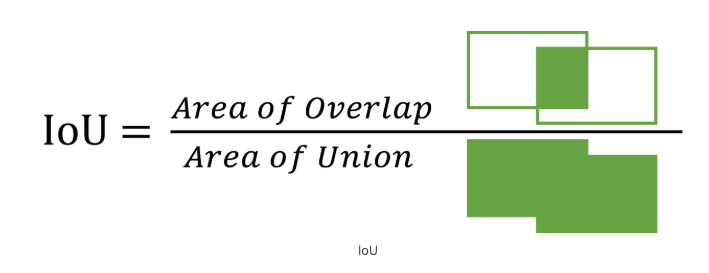 IoU = Area of Overlap
Area of Union
IoU